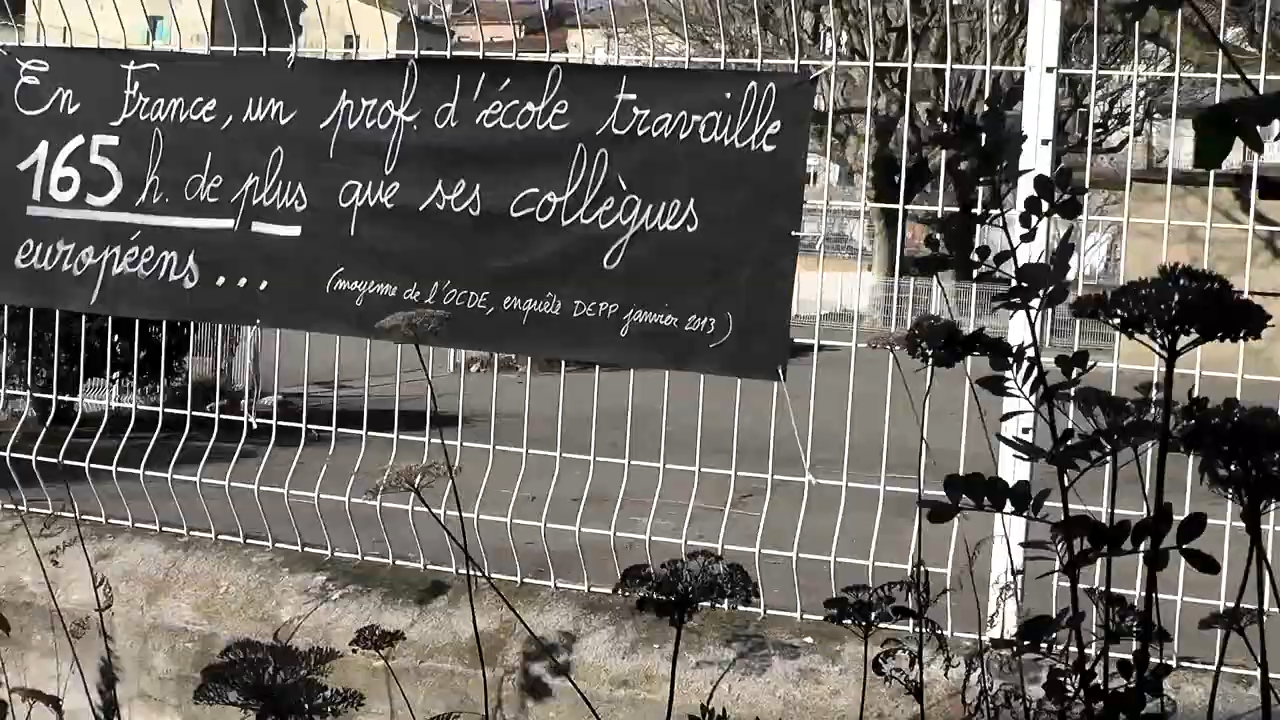 En France, un prof. d'école travaille
165 h. de plus que ses collègues
européens...
(moyenne de l'OCDE, enquête DEPP janvier 2013)